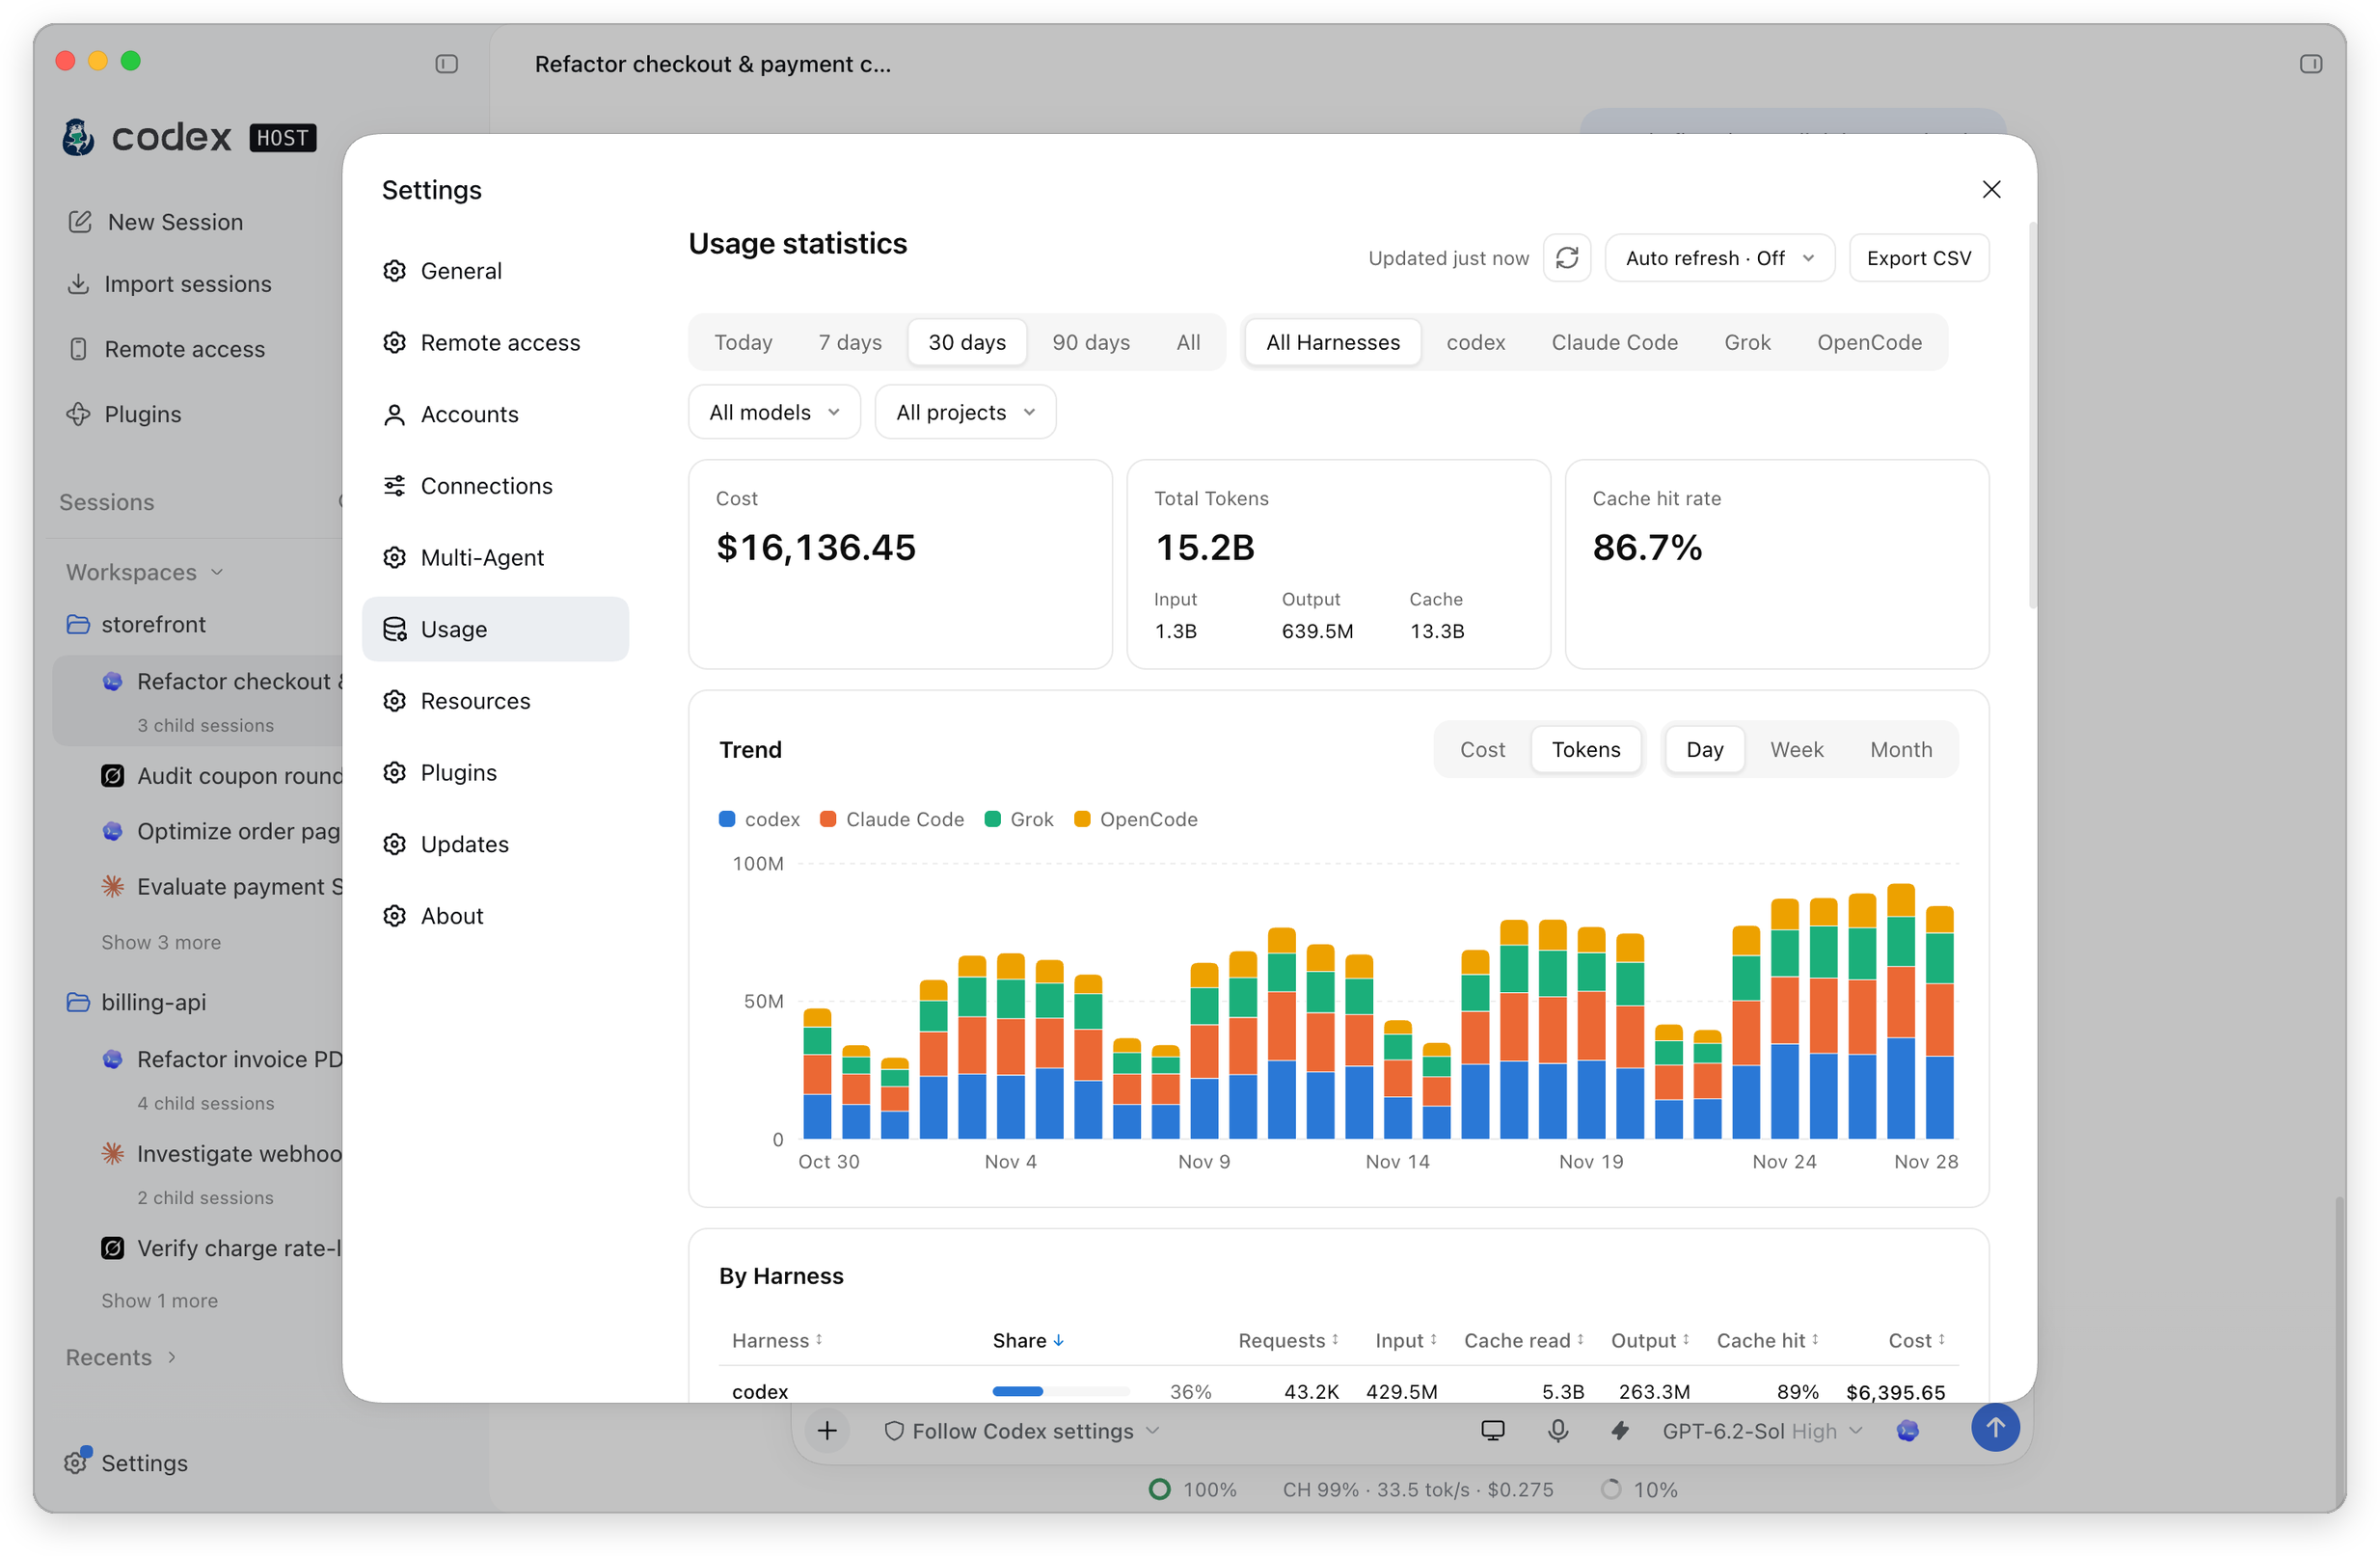 Refactor checkout & payment c...
codex HOST
New Session
Import sessions
Remote access
Plugins
Sessions
Workspaces
storefront
Refactor checkout
3 child sessions
Audit coupon round
Optimize order pag
Evaluate payment S
Show 3 more
billing-api
Refactor invoice PD
4 child sessions
Investigate webhoo
2 child sessions
Verify charge rate-l
Show 1 more
Recents
Settings
Settings
General
Remote access
Accounts
Connections
Multi-Agent
Usage
Resources
Plugins
Updates
About
Usage statistics
Updated just now
Auto refresh · Off
Export CSV
Today 7 days 30 days 90 days All
All Harnesses codex Claude Code Grok OpenCode
All models
All projects
Cost
$16,136.45
Total Tokens
15.2B
Input Output Cache
1.3B 639.5M 13.3B
Cache hit rate
86.7%
Trend
Cost Tokens
Day Week Month
codex Claude Code Grok OpenCode
100M
50M
0
Oct 30 Nov 4 Nov 9 Nov 14 Nov 19 Nov 24 Nov 28
By Harness
Harness Share Requests Input Cache read Output Cache hit Cost
codex 36% 43.2K 429.5M 5.3B 263.3M 89% $6,395.65
Follow Codex settings
GPT-6.2-Sol High
100% CH 99% · 33.5 tok/s · $0.275 10%